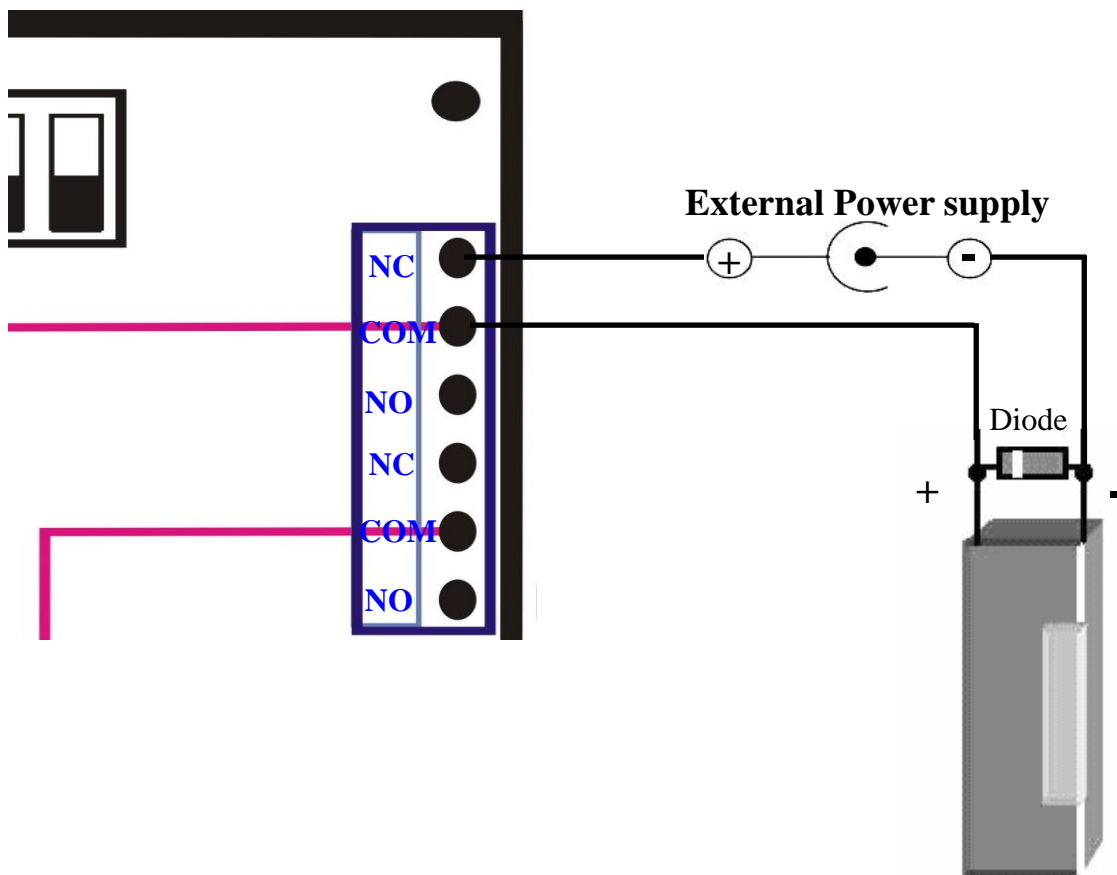 External Power supply
NC
+
-
COM
NO
Diode
NC
+
-
COM
NO